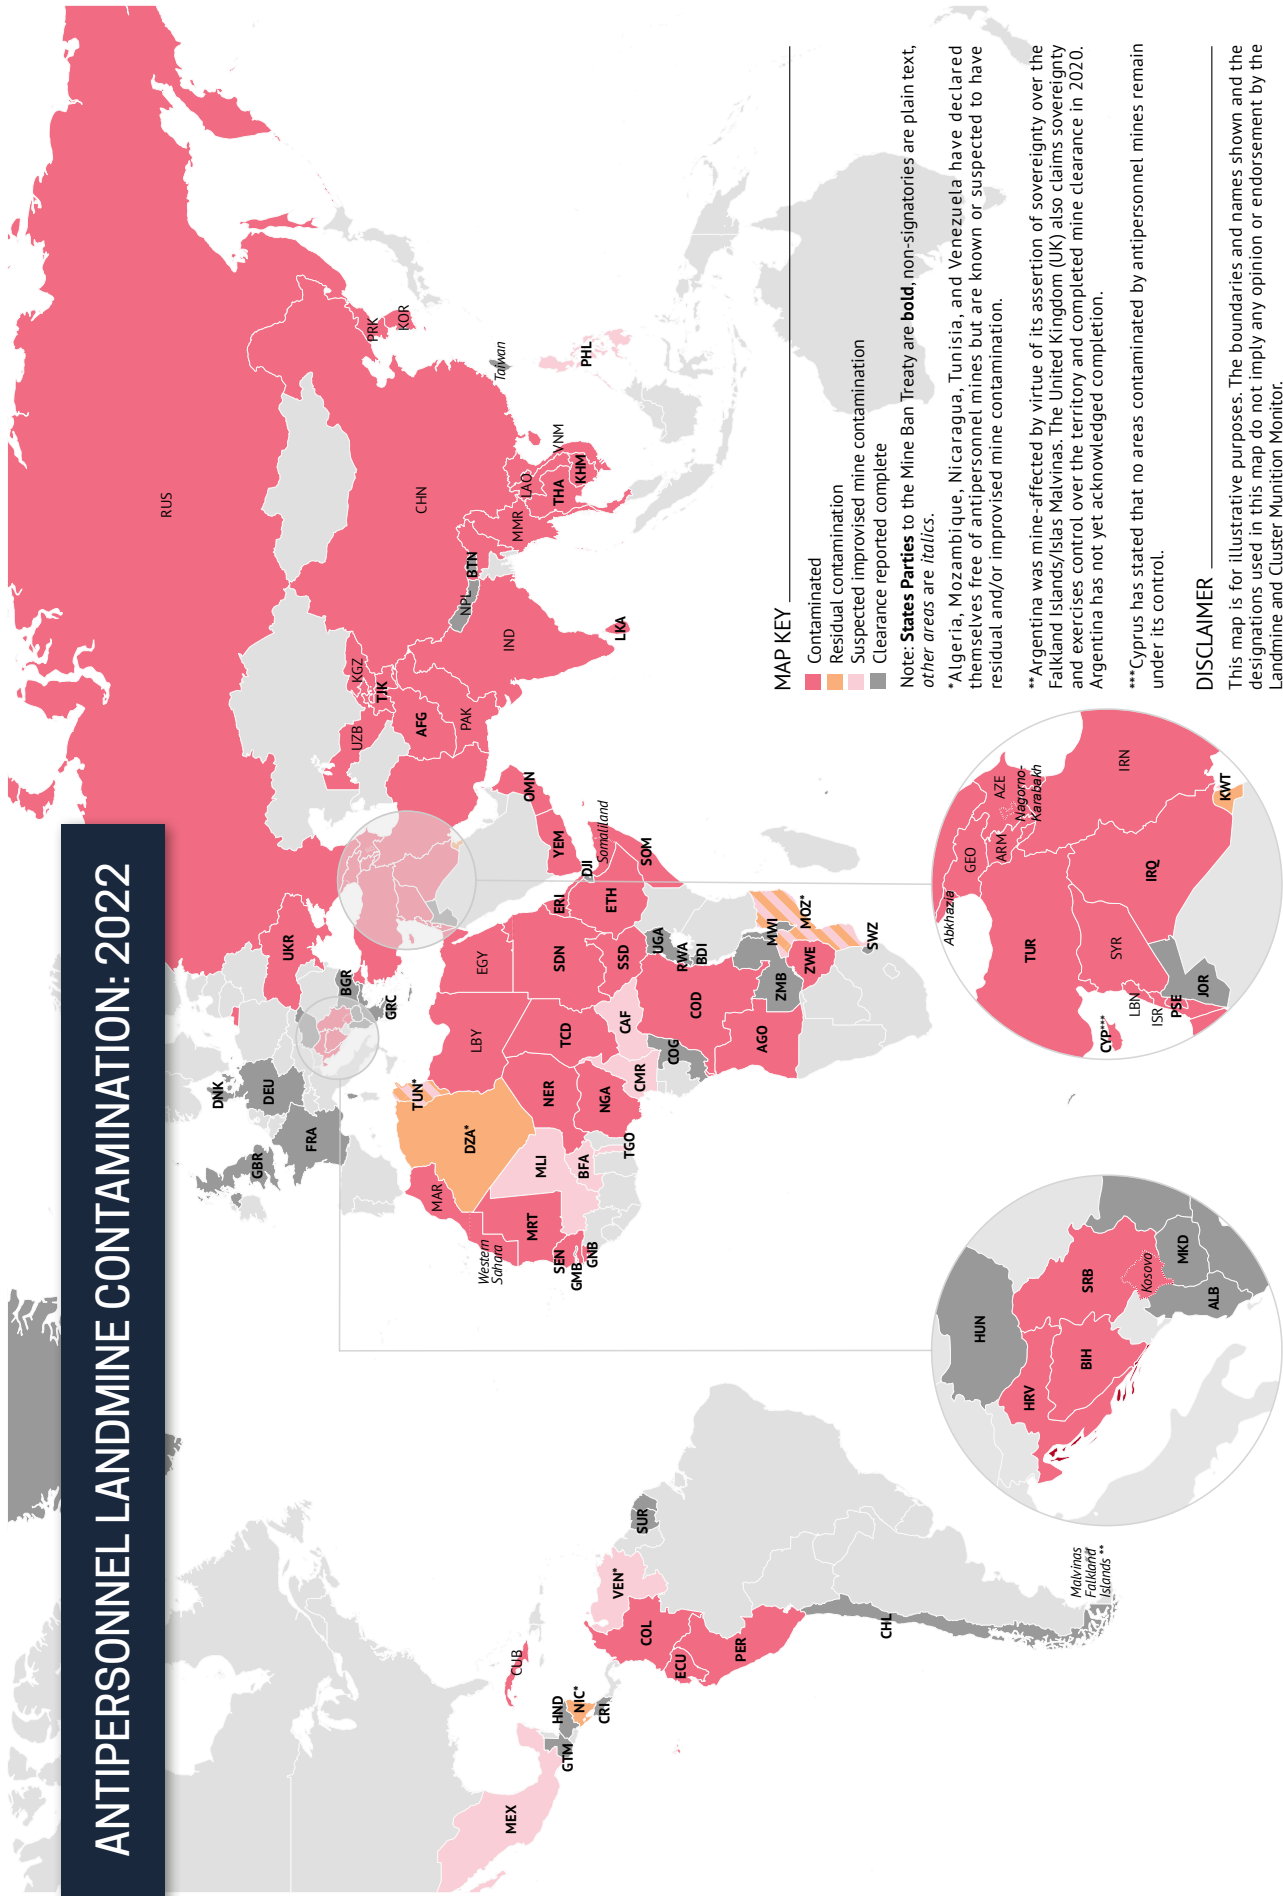 ANTIPERSONNEL LANDMINE CONTAMINATION: 2022
RUS
DNK
GBR
DEU
FRA
UKR
BGR
GRC
UZB
KGZ
TJK
AFG
PAK
CHN
PRK
KOR
Taiwan
NPL
BTN
IND
LKA
MMR
LAO
THA
VNM
KHM
PHL
OMN
YEM
DJI
Somaliland
SOM
ERI
ETH
EGY
SDN
SSD
UGA
RWA
BDI
LBY
TCD
CAF
COD
COG
CMR
TUN*
DZA*
MAR
Western
Sahara
MRT
MLI
NER
NGA
BFA
TGO
SEN
GMB
GNB
AGO
ZMB
MWI
MOZ*
ZWE
SWZ
MEX
CUB
GTM
HND
NIC*
CRI
VEN*
SUR
COL
ECU
PER
CHL
Malvinas
Falkland
Islands **
HUN
HRV
BIH
SRB
Kosovo
MKD
ALB
Abkhazia
GEO
ARM
AZE
Nagorno-
Karabakh
TUR
SYR
IRQ
IRN
CYP***
LBN
ISR
PSE
JOR
KWT
MAP KEY
Contaminated
Residual contamination
Suspected improvised mine contamination
Clearance reported complete
Note: States Parties to the Mine Ban Treaty are bold, non-signatories are plain text,
other areas are italics.
*Algeria, Mozambique, Nicaragua, Tunisia, and Venezuela have declared
themselves free of antipersonnel mines but are known or suspected to have
residual and/or improvised mine contamination.
**Argentina was mine-affected by virtue of its assertion of sovereignty over the
Falkland Islands/Islas Malvinas. The United Kingdom (UK) also claims sovereignty
and exercises control over the territory and completed mine clearance in 2020.
Argentina has not yet acknowledged completion.
***Cyprus has stated that no areas contaminated by antipersonnel mines remain
under its control.
DISCLAIMER
This map is for illustrative purposes. The boundaries and names shown and the
designations used in this map do not imply any opinion or endorsement by the
Landmine and Cluster Munition Monitor.